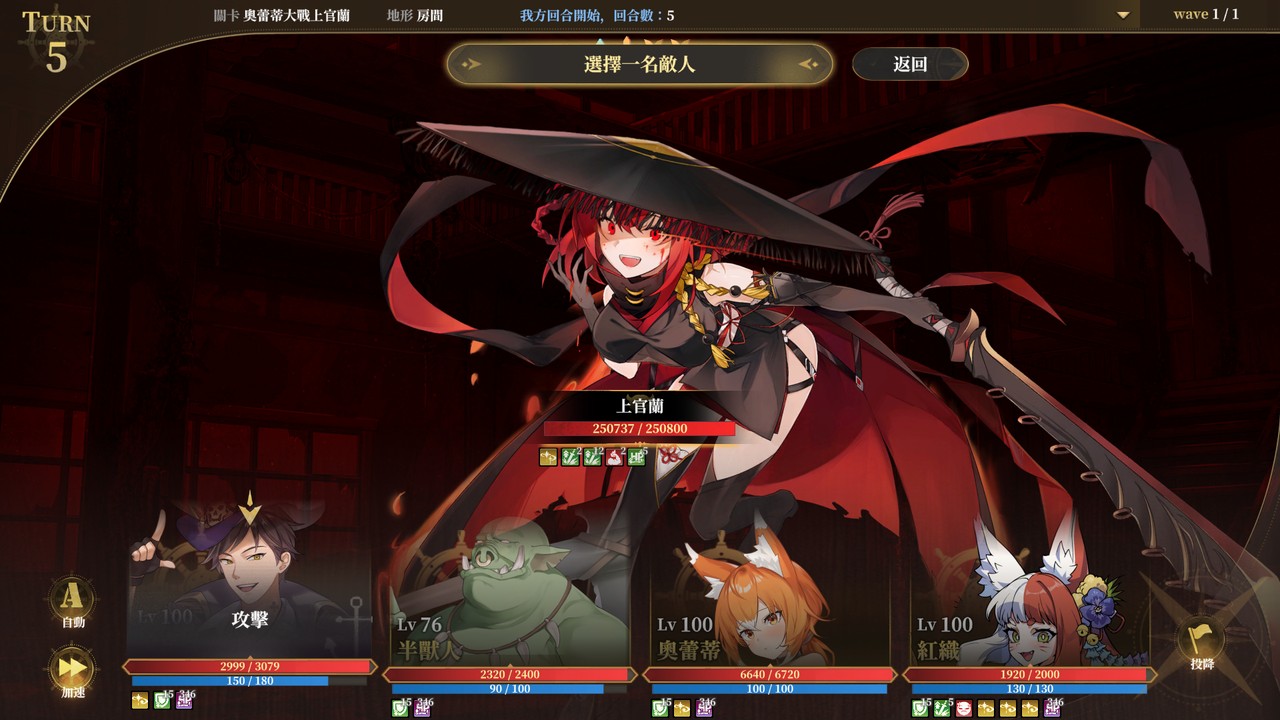 TURN
5
關卡 奧蕾蒂大戰上官蘭
地形 房間
我方回合開始，回合數：5
wave 1 / 1
選擇一名敵人
返回
上官蘭
250737 / 250800
Lv 100
攻擊
2999 / 3079
150 / 180
Lv 76
半獸人
2320 / 2400
90 / 100
Lv 100
奧蕾蒂
6640 / 6720
100 / 100
Lv 100
紅織
1920 / 2000
130 / 130
A
自動
加速
投降